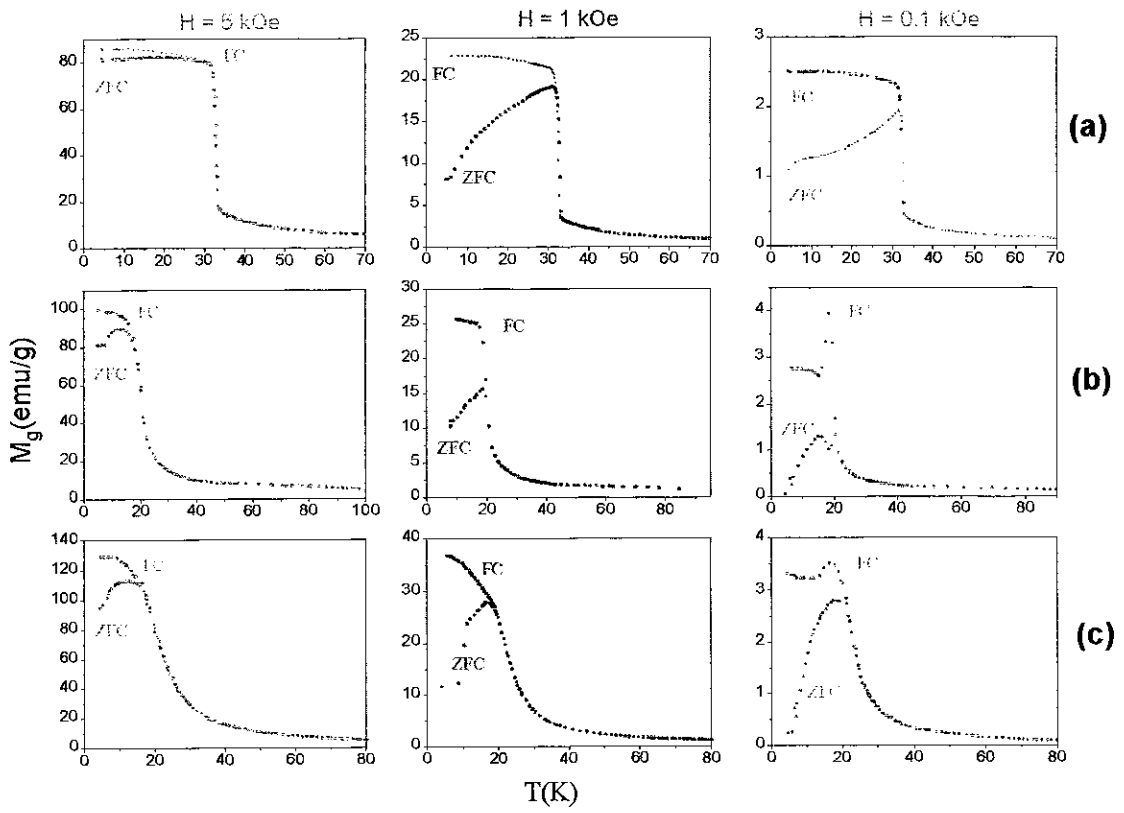 H = 5 kOe H = 1 kOe H = 0.1 kOe
80 60 40 20 0
FC
ZFC
0 10 20 30 40 50 60 70
25 20 15 10 5 0
FC
ZFC
0 10 20 30 40 50 60 70
3 2 1 0
FC
ZFC
0 10 20 30 40 50 60 70
(a)
Mg(emu/g)
100 80 60 40 20 0
FC
ZFC
0 20 40 60 80 100
30 25 20 15 10 5 0
FC
ZFC
0 20 40 60 80
4 3 2 1 0
FC
ZFC
0 20 40 60 80
(b)
140 120 100 80 60 40 20 0
FC
ZFC
0 20 40 60 80
40 30 20 10 0
FC
ZFC
0 20 40 60 80
4 3 2 1 0
FC
ZFC
0 20 40 60 80
(c)
T(K)